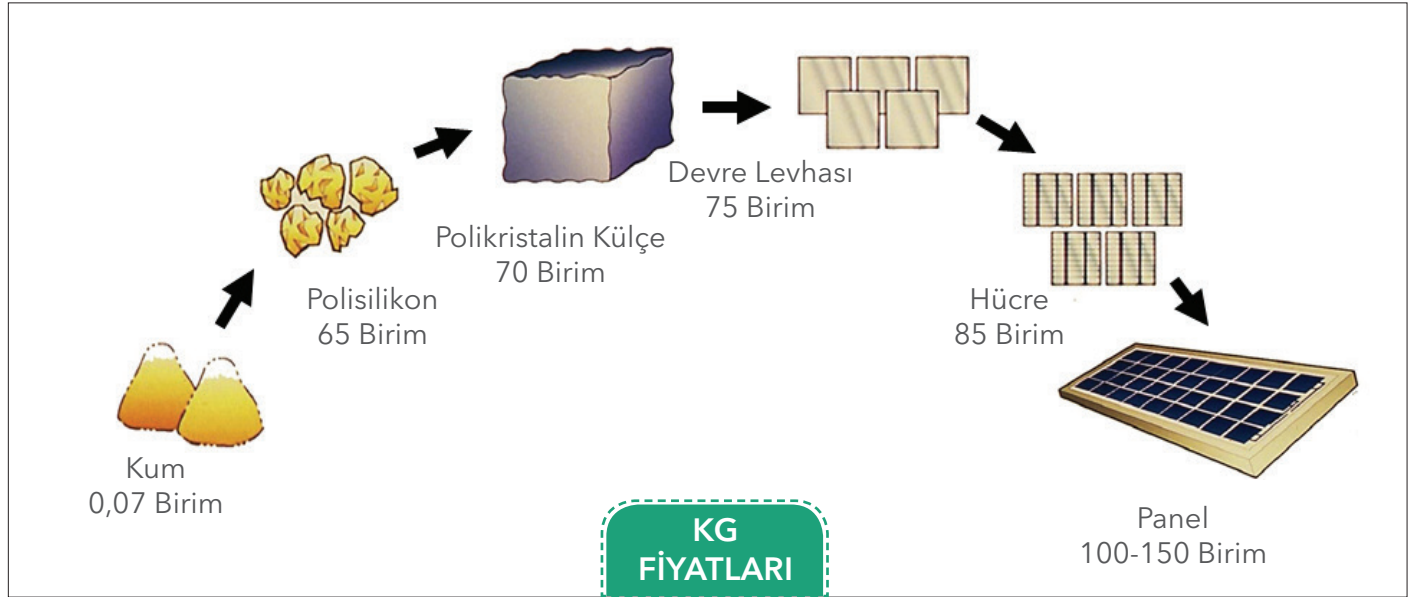 Kum
0,07 Birim
Polisilikon
65 Birim
Polikristalin Külçe
70 Birim
Devre Levhası
75 Birim
Hücre
85 Birim
Panel
100-150 Birim
KG
FİYATLARI